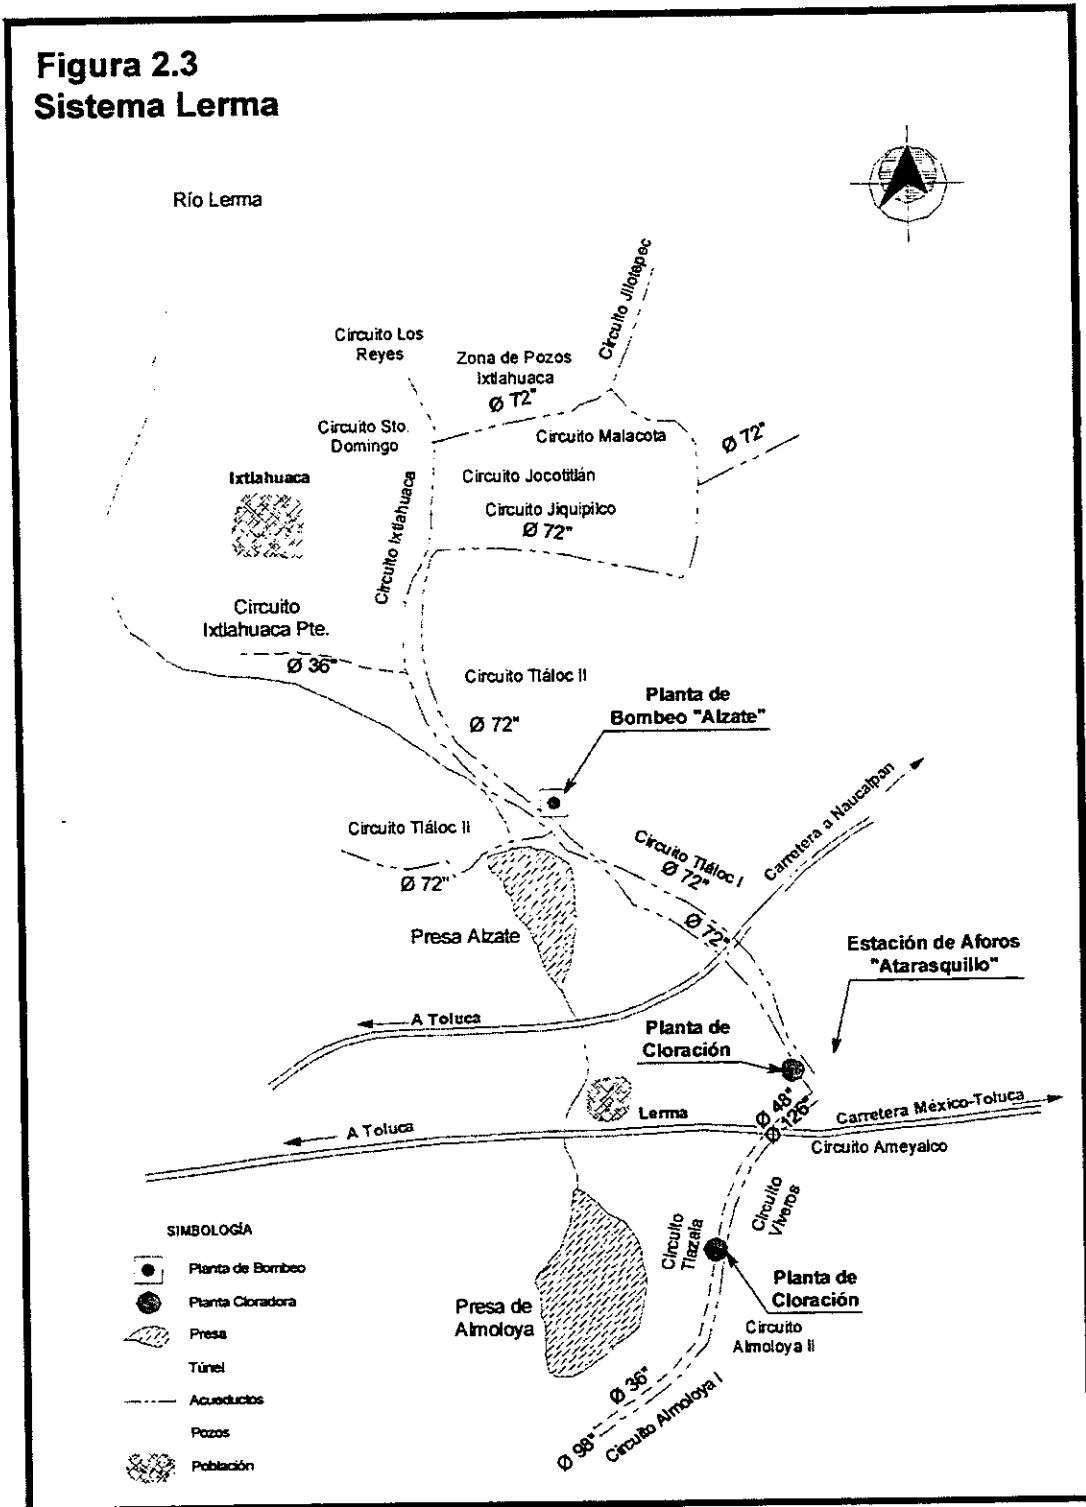 Figura 2.3
Sistema Lerma
Río Lerma
Circuito Jilotepec
Circuito Los
Reyes
Zona de Pozos
Ixtlahuaca
Ø 72"
Circuito Sto.
Domingo
Circuito Malacota
Ø 72"
Ixtlahuaca
Circuito Ixtlahuaca
Circuito Jocotitlán
Circuito Jiquipilco
Ø 72"
Circuito
Ixtlahuaca Pte.
Ø 36"
Circuito Tláloc II
Ø 72"
Planta de
Bombeo "Alzate"
Carretera a Naucalpan
Circuito Tláloc II
Ø 72"
Circuito Tláloc I
Ø 72"
Ø 72"
Presa Alzate
Estación de Aforos
"Atarasquillo"
A Toluca
Planta de
Cloración
Lerma
Ø 48"
Ø 126"
Carretera México-Toluca
A Toluca
Circuito Ameyalco
Circuito
Viveros
Circuito
Tlazala
Planta de
Cloración
Presa de
Almoloya
Circuito
Almoloya II
Ø 36"
Ø 98"
Circuito Almoloya I
SIMBOLOGÍA
Planta de Bombeo
Planta Cloradora
Presa
Túnel
Acueductos
Pozos
Población